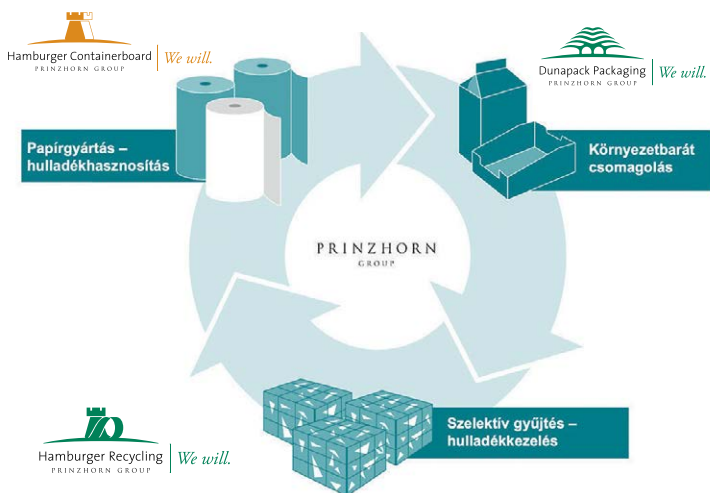 Hamburger Containerboard
PRINZHORN GROUP
We will.
Dunapack Packaging
PRINZHORN GROUP
We will.
Papírgyártás –
hulladékhasznosítás
Környezetbarát
csomagolás
PRINZHORN
GROUP
Szelektív gyűjtés –
hulladékkezelés
Hamburger Recycling
PRINZHORN GROUP
We will.